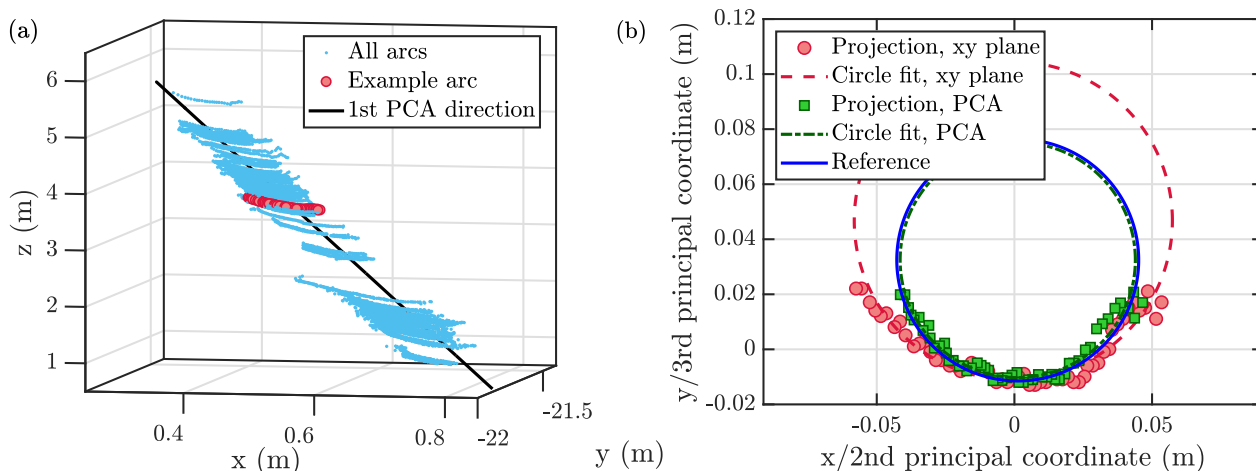 (a)
All arcs
Example arc
1st PCA direction
6
5
4
3
2
1
z (m)
0.4
0.6
0.8
x (m)
-22
-21.5
y (m)
(b)
Projection, xy plane
Circle fit, xy plane
Projection, PCA
Circle fit, PCA
Reference
0.12
0.1
0.08
0.06
0.04
0.02
0
-0.02
y/3rd principal coordinate (m)
-0.05
0
0.05
x/2nd principal coordinate (m)